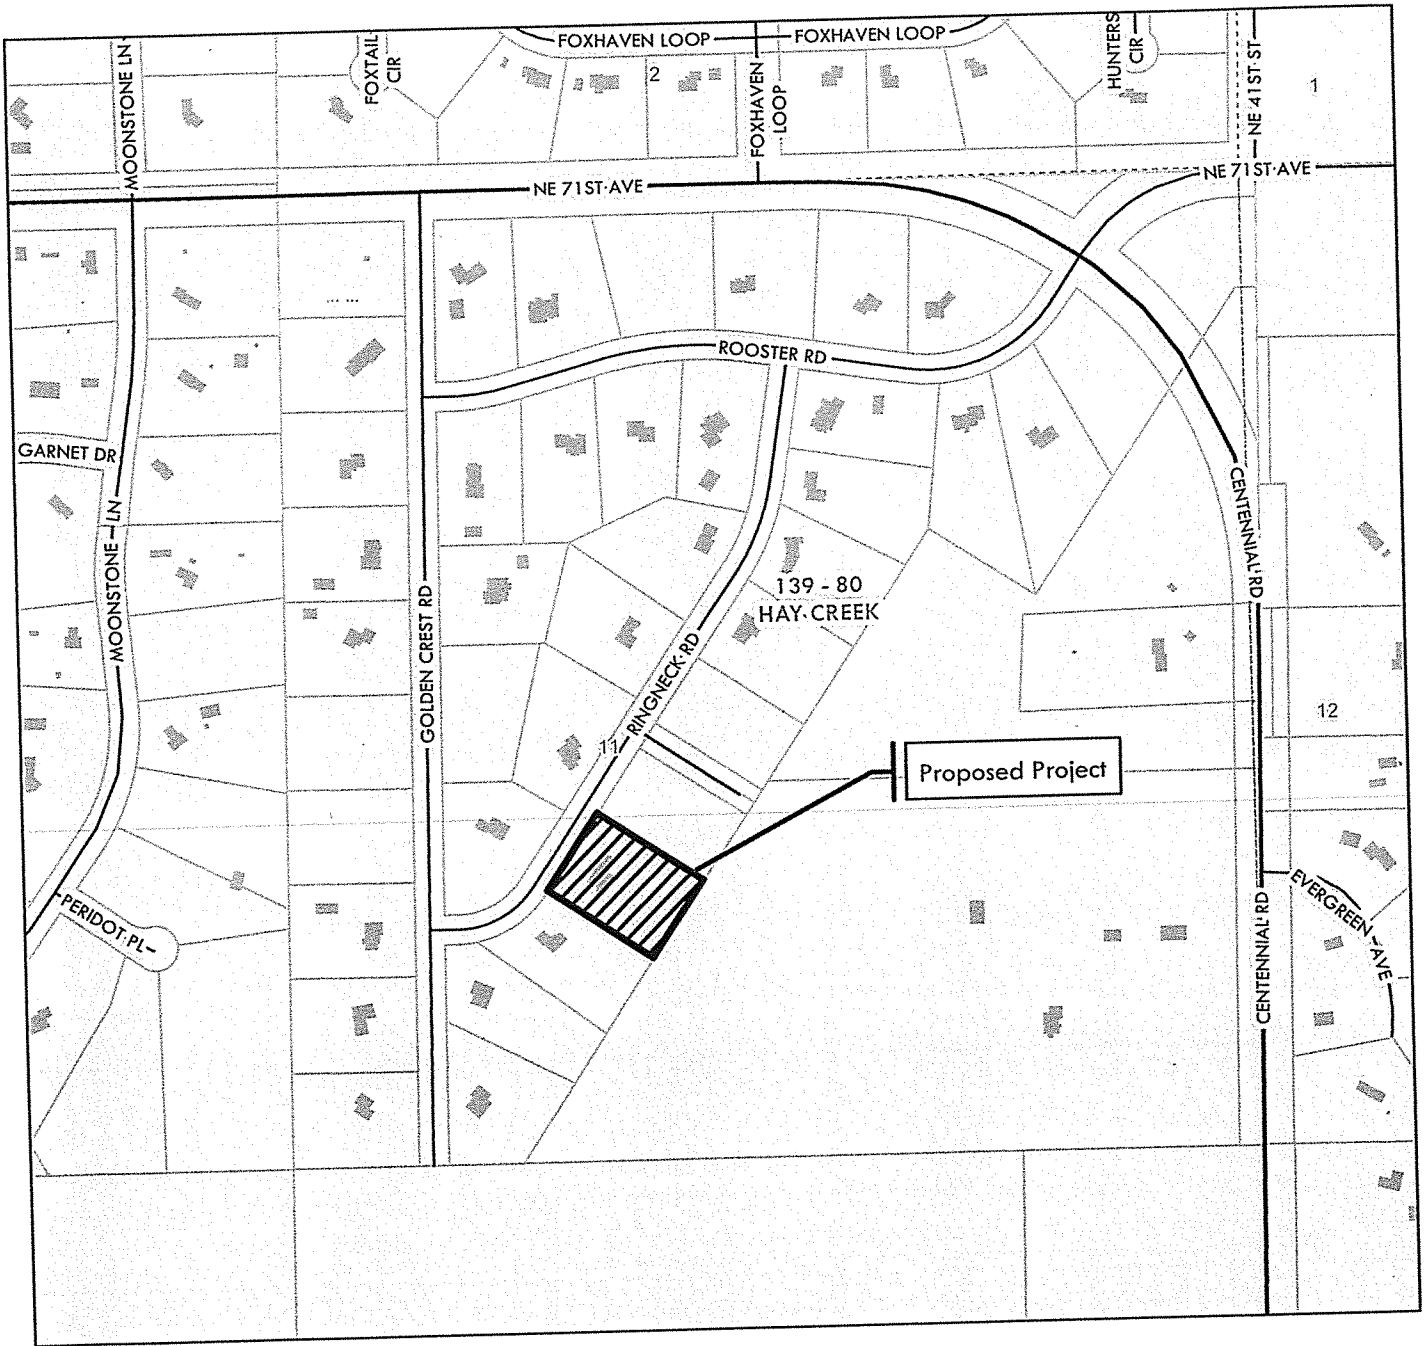 FOXHAVEN LOOP
FOXHAVEN LOOP
MOONSTONE LN
FOXTAIL
CIR
2
FOXHAVEN
LOOP
HUNTERS
CIR
NE 41ST ST
1
NE 71ST AVE
NE 71ST AVE
ROOSTER RD
GARNET DR
MOONSTONE LN
GOLDEN CREST RD
CENTENNIAL RD
139 - 80
HAY CREEK
RINGNECK RD
11
12
Proposed Project
PERIDOT PL
CENTENNIAL RD
EVERGREEN AVE